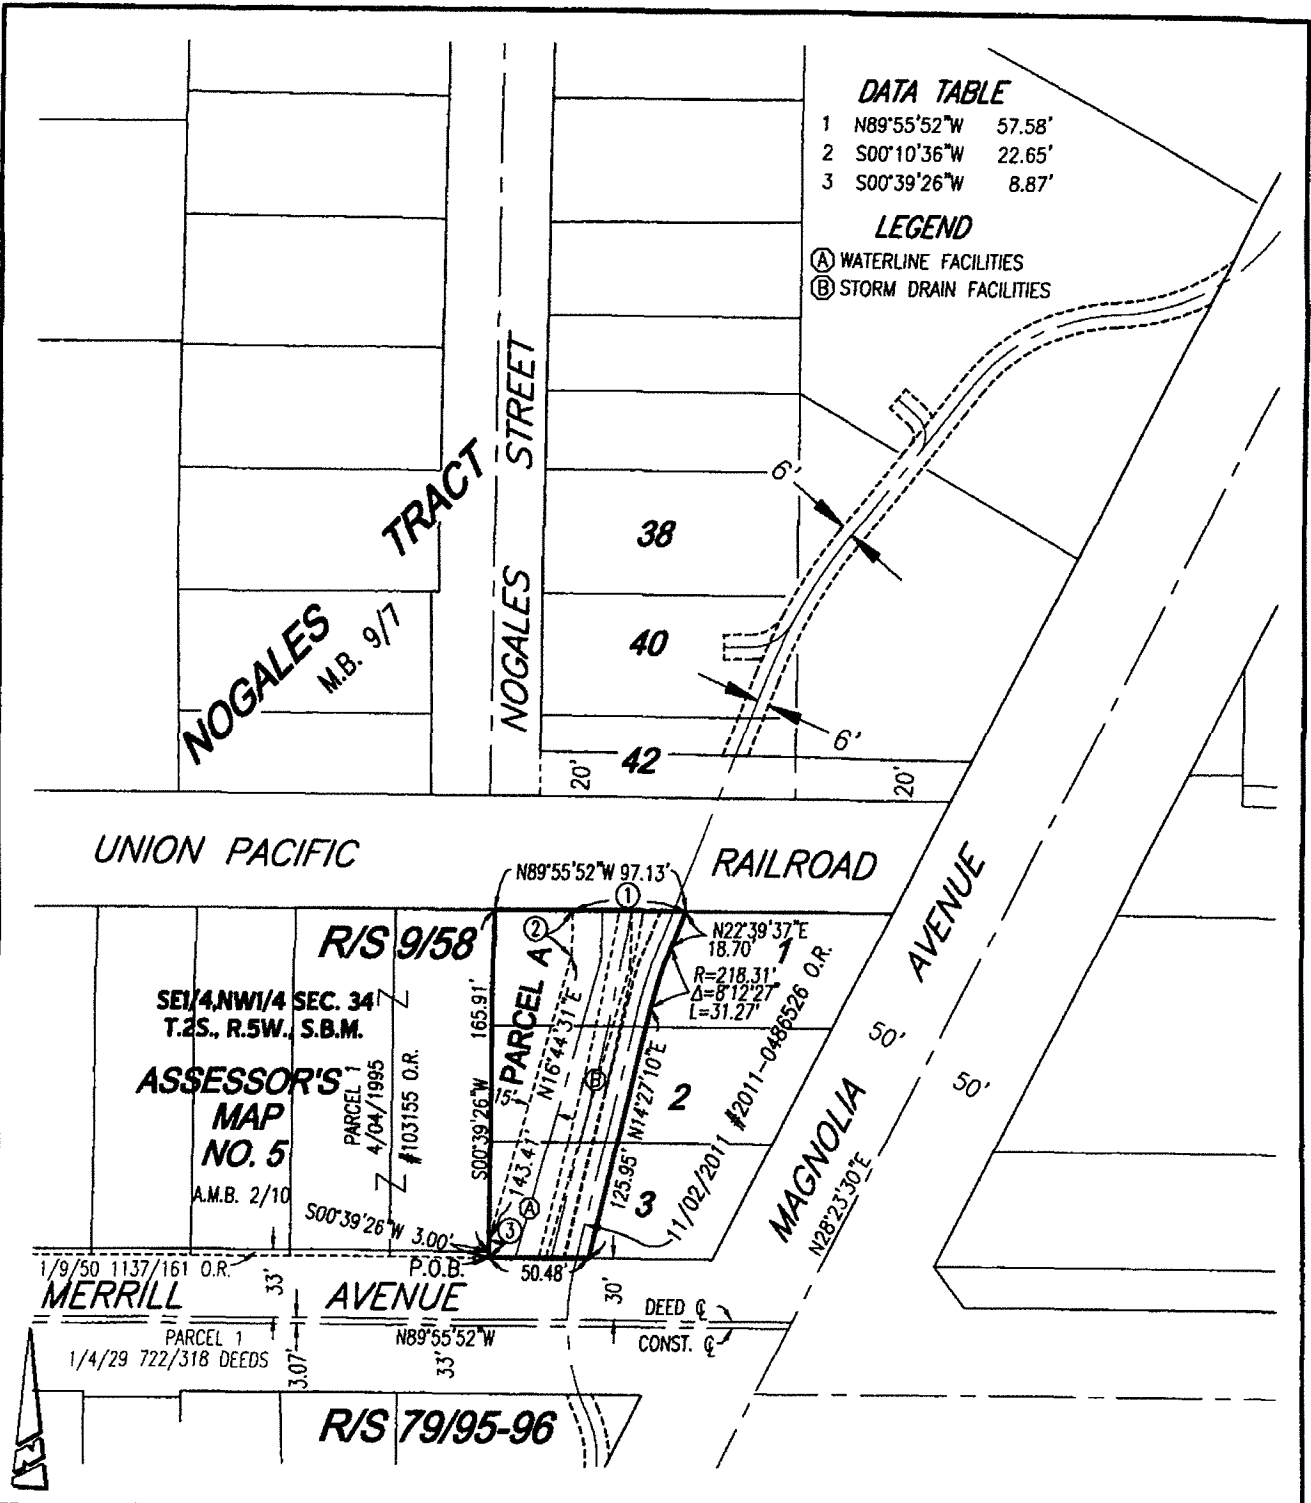 DATA TABLE
1 N89°55'52"W 57.58'
2 S00°10'36"W 22.65'
3 S00°39'26"W 8.87'
LEGEND
Ⓐ WATERLINE FACILITIES
Ⓑ STORM DRAIN FACILITIES
NOGALES STREET
NOGALES TRACT
M.B. 9/7
6'
38
40
6'
42
20'
20'
UNION PACIFIC RAILROAD
N89°55'52"W 97.13'
1
2
N22°39'37"E
18.70'
1
R=218.31'
Δ=8°12'27"
L=31.27'
R/S 9/58
SE1/4,NW1/4 SEC. 34
T.2S., R.5W., S.B.M.
ASSESSOR'S
MAP
NO. 5
A.M.B. 2/10
PARCEL 1
4/04/1995
#103155 O.R.
S00°39'26"W 165.91'
PARCEL A
15'
N16°44'31"E
143.41'
B
A
N14°27'10"E
125.95'
2
3
11/02/2011 #2011-0486526 O.R.
MAGNOLIA AVENUE
N28°23'30"E
50'
50'
S00°39'26"W 3.00'
3
P.O.B.
50.48'
1/9/50 1137/161 O.R.
33'
30'
MERRILL AVENUE
DEED ℄
CONST. ℄
N89°55'52"W
PARCEL 1
1/4/29 722/318 DEEDS
3.07'
33'
R/S 79/95-96